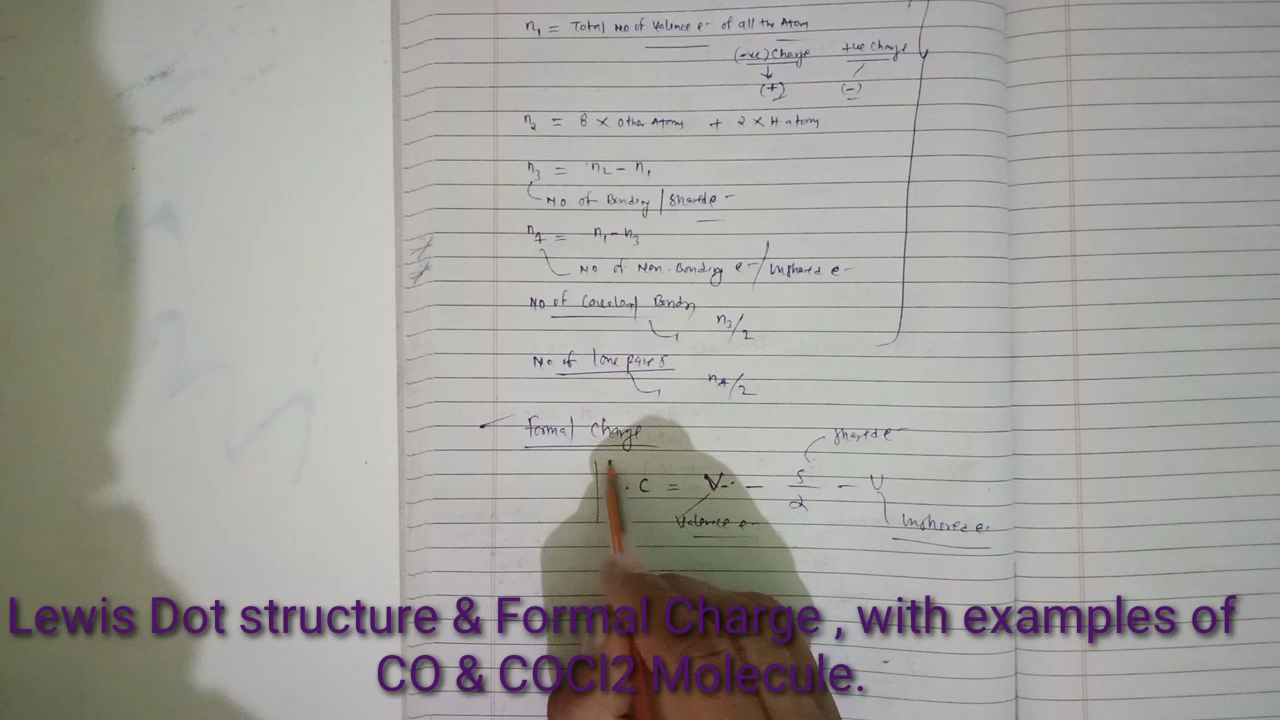 n₁ = Total No of Valence e⁻ of all the Atom
(-ve) Charge +ve Charge
(+) (-)
n₂ = 8 × Other Atoms + 2 × H atoms
n₃ = n₂ - n₁
No of Bonding / Shared e⁻
n₄ = n₁ - n₃
No of Non-Bonding e⁻ / Unshared e⁻
No of Covalent Bonds
n₃/2
No of lone pairs
n₄/2
Formal Charge
Shared e⁻
. C = V - S/2 - U
Valence e⁻
Unshared e⁻
Lewis Dot structure & Formal Charge , with examples of
CO & COCl2 Molecule.